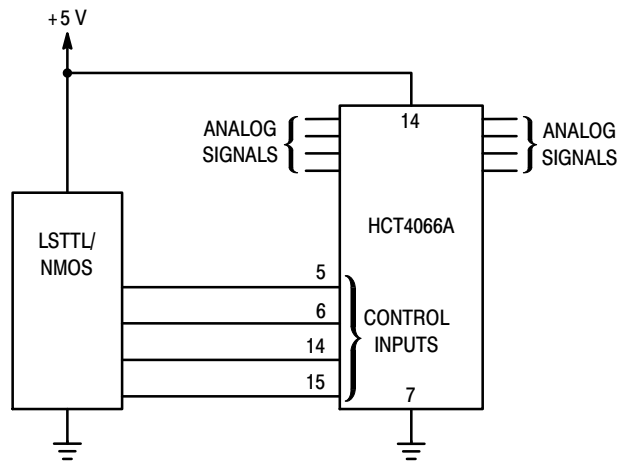 +5 V
ANALOG
SIGNALS
14
ANALOG
SIGNALS
LSTTL/
NMOS
HCT4066A
5
6
14
15
CONTROL
INPUTS
7